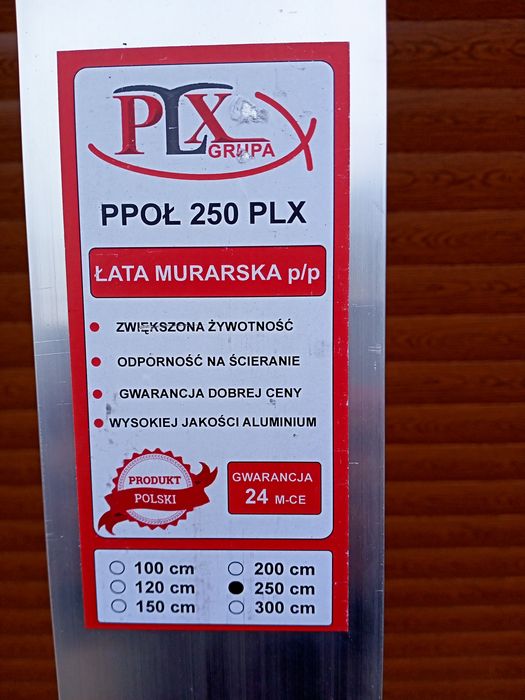 PLX
GRUPA
PPOŁ 250 PLX
ŁATA MURARSKA p/p
ZWIĘKSZONA ŻYWOTNOŚĆ
ODPORNOŚĆ NA ŚCIERANIE
GWARANCJA DOBREJ CENY
WYSOKIEJ JAKOŚCI ALUMINIUM
PRODUKT
POLSKI
GWARANCJA
24 M-CE
100 cm
120 cm
150 cm
200 cm
250 cm
300 cm